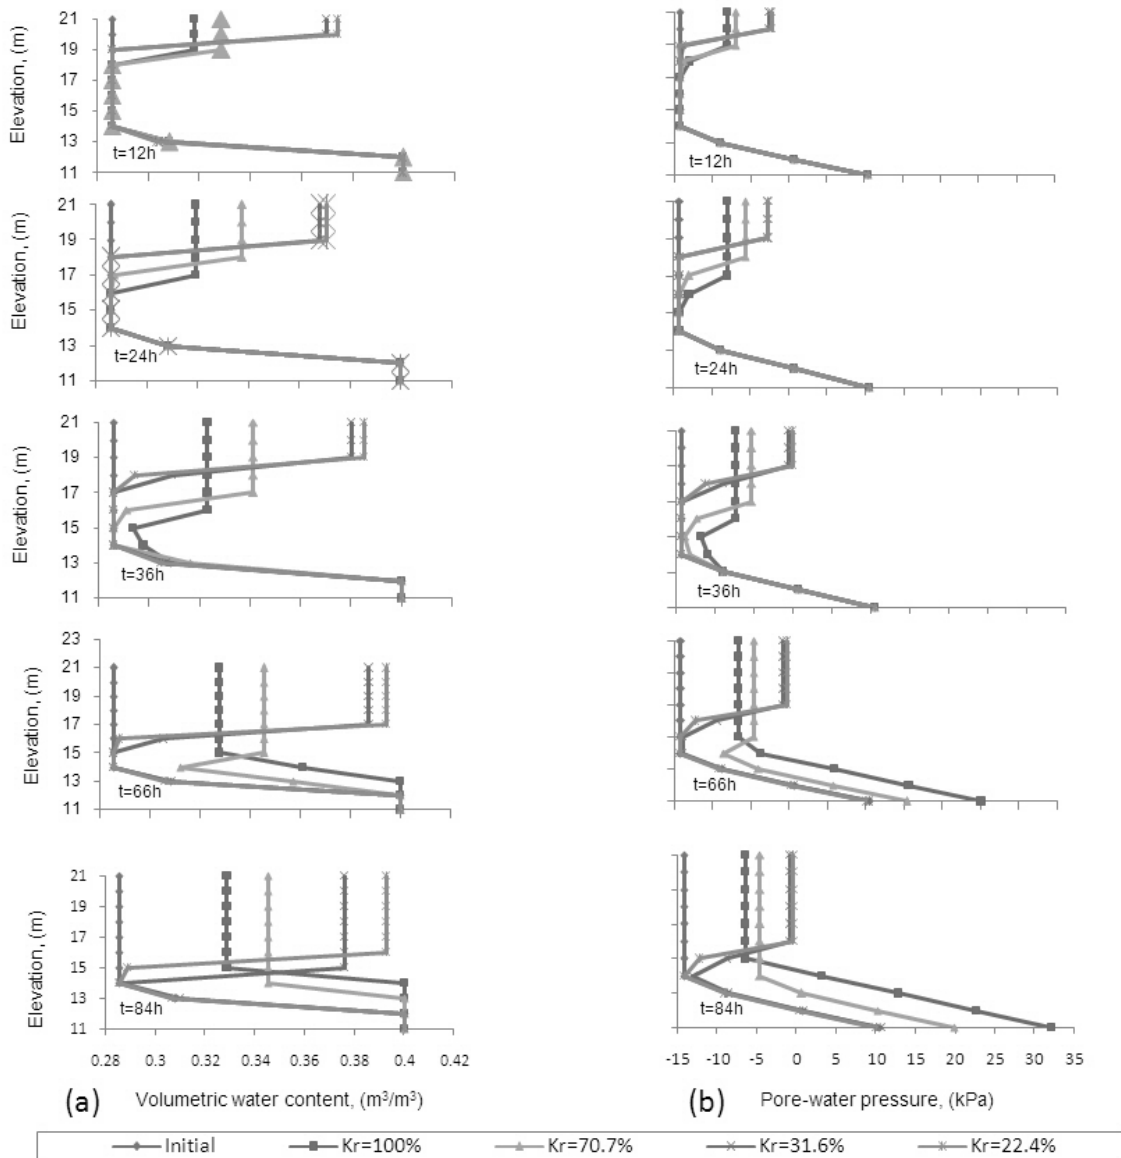 21
19
17
15
13
11
Elevation, (m)
t=12h
t=12h
21
19
17
15
13
11
Elevation, (m)
t=24h
t=24h
21
19
17
15
13
11
Elevation, (m)
t=36h
t=36h
23
21
19
17
15
13
11
Elevation, (m)
t=66h
t=66h
21
19
17
15
13
11
Elevation, (m)
t=84h
t=84h
0.28 0.3 0.32 0.34 0.36 0.38 0.4 0.42
-15 -10 -5 0 5 10 15 20 25 30 35
(a) Volumetric water content, (m³/m³)
(b) Pore-water pressure, (kPa)
Initial Kr=100% Kr=70.7% Kr=31.6% Kr=22.4%